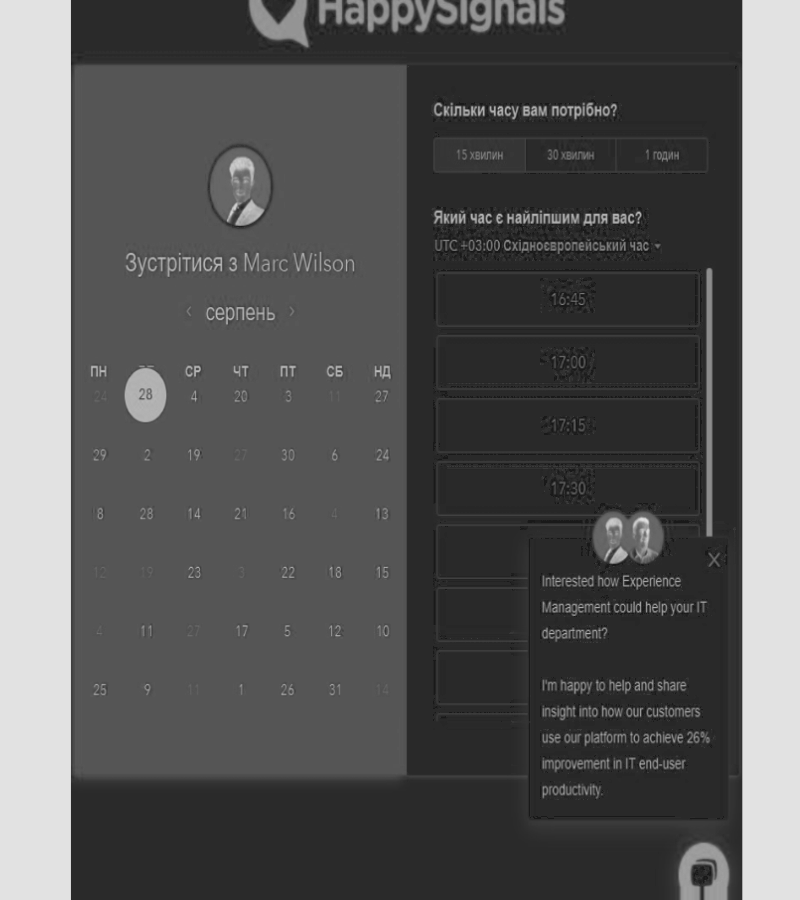 HappySignals
Зустрітися з Marc Wilson
серпень
ПН СР ЧТ ПТ СБ НД
24 28 4 20 3 11 27
29 2 19 27 30 6 24
8 28 14 21 16 4 13
12 19 23 3 22 18 15
4 11 27 17 5 12 10
25 9 11 1 26 31 14
Скільки часу вам потрібно?
15 хвилин 30 хвилин 1 годин
Який час є найліпшим для вас?
UTC +03:00 Східноєвропейський час
16:45
17:00
17:15
17:30
Interested how Experience
Management could help your IT
department?
I'm happy to help and share
insight into how our customers
use our platform to achieve 26%
improvement in IT end-user
productivity.